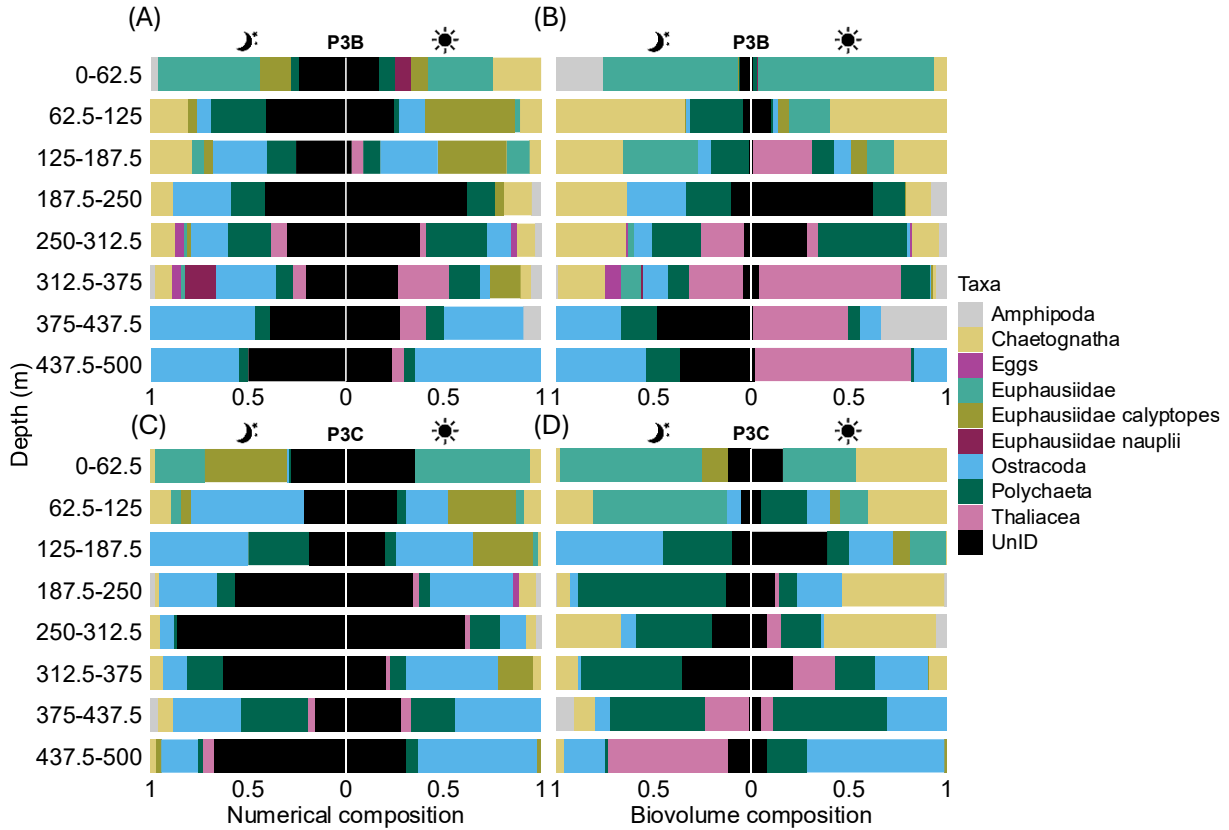 (A) (B)
P3B P3B
0-62.5
62.5-125
125-187.5
187.5-250
250-312.5
312.5-375
375-437.5
437.5-500
1 0.5 0 0.5 1 1 0.5 0 0.5 1
(C) (D)
P3C P3C
0-62.5
62.5-125
125-187.5
187.5-250
250-312.5
312.5-375
375-437.5
437.5-500
1 0.5 0 0.5 1 1 0.5 0 0.5 1
Numerical composition Biovolume composition
Depth (m)
Taxa
Amphipoda
Chaetognatha
Eggs
Euphausiidae
Euphausiidae calyptopes
Euphausiidae nauplii
Ostracoda
Polychaeta
Thaliacea
UnID